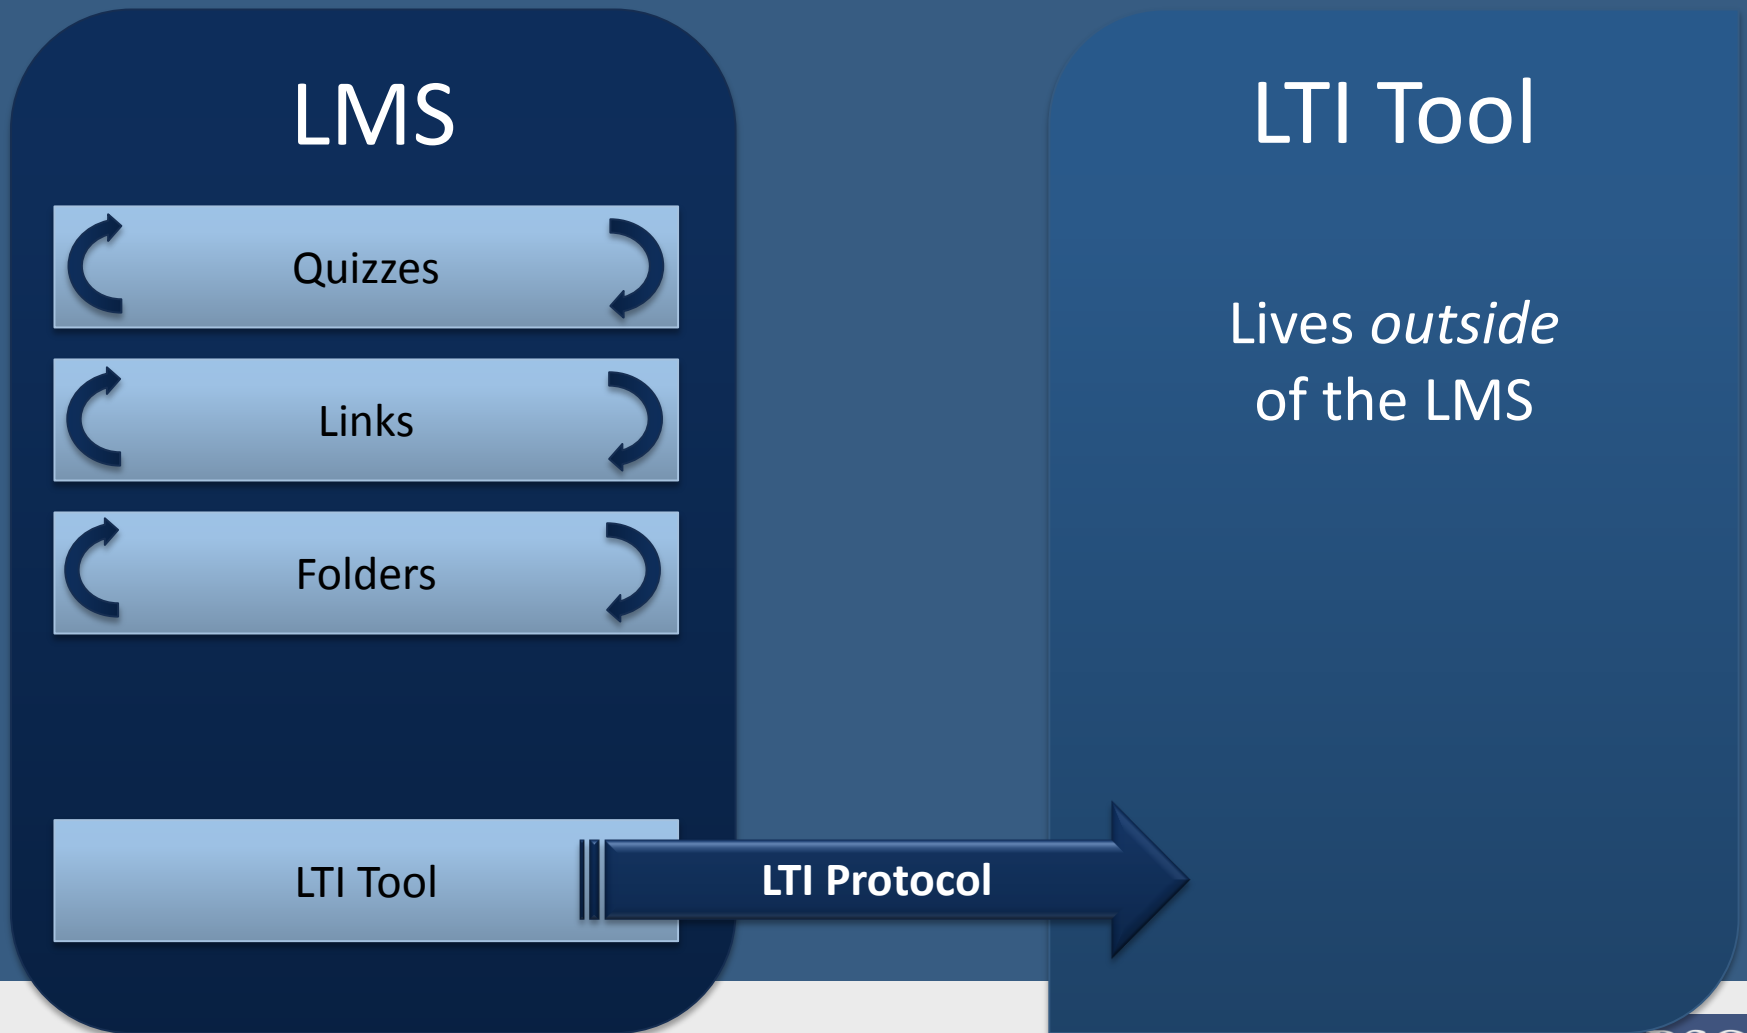 LMS
Quizzes
Links
Folders
LTI Tool
LTI Protocol
LTI Tool
Lives outside
of the LMS